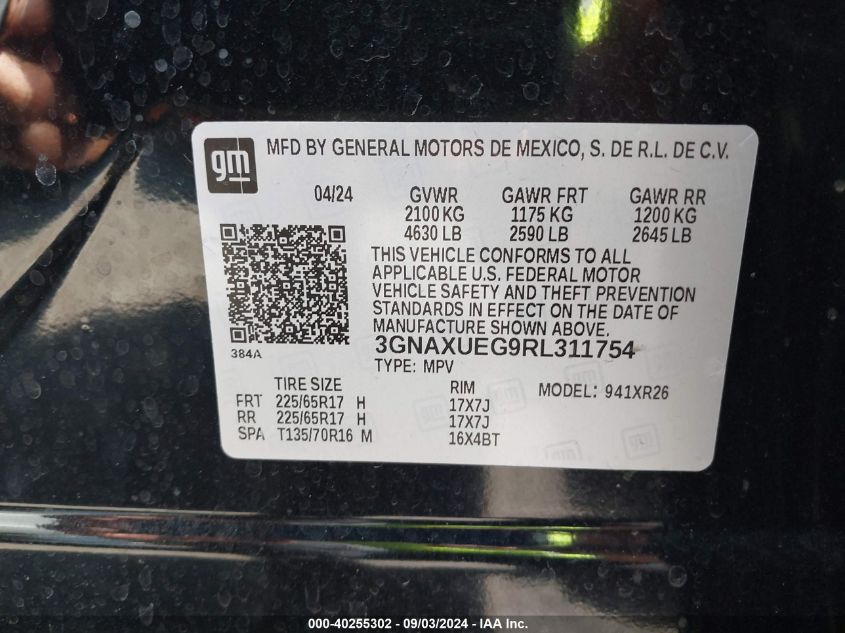 gm
MFD BY GENERAL MOTORS DE MEXICO, S. DE R.L. DE C.V.
04/24 GVWR GAWR FRT GAWR RR
2100 KG 1175 KG 1200 KG
4630 LB 2590 LB 2645 LB
THIS VEHICLE CONFORMS TO ALL
APPLICABLE U.S. FEDERAL MOTOR
VEHICLE SAFETY AND THEFT PREVENTION
STANDARDS IN EFFECT ON THE DATE OF
MANUFACTURE SHOWN ABOVE.
384A
3GNAXUEG9RL311754
TYPE: MPV
TIRE SIZE RIM MODEL: 941XR26
FRT 225/65R17 H 17X7J
RR 225/65R17 H 17X7J
SPA T135/70R16 M 16X4BT
000-40255302 - 09/03/2024 - IAA Inc.